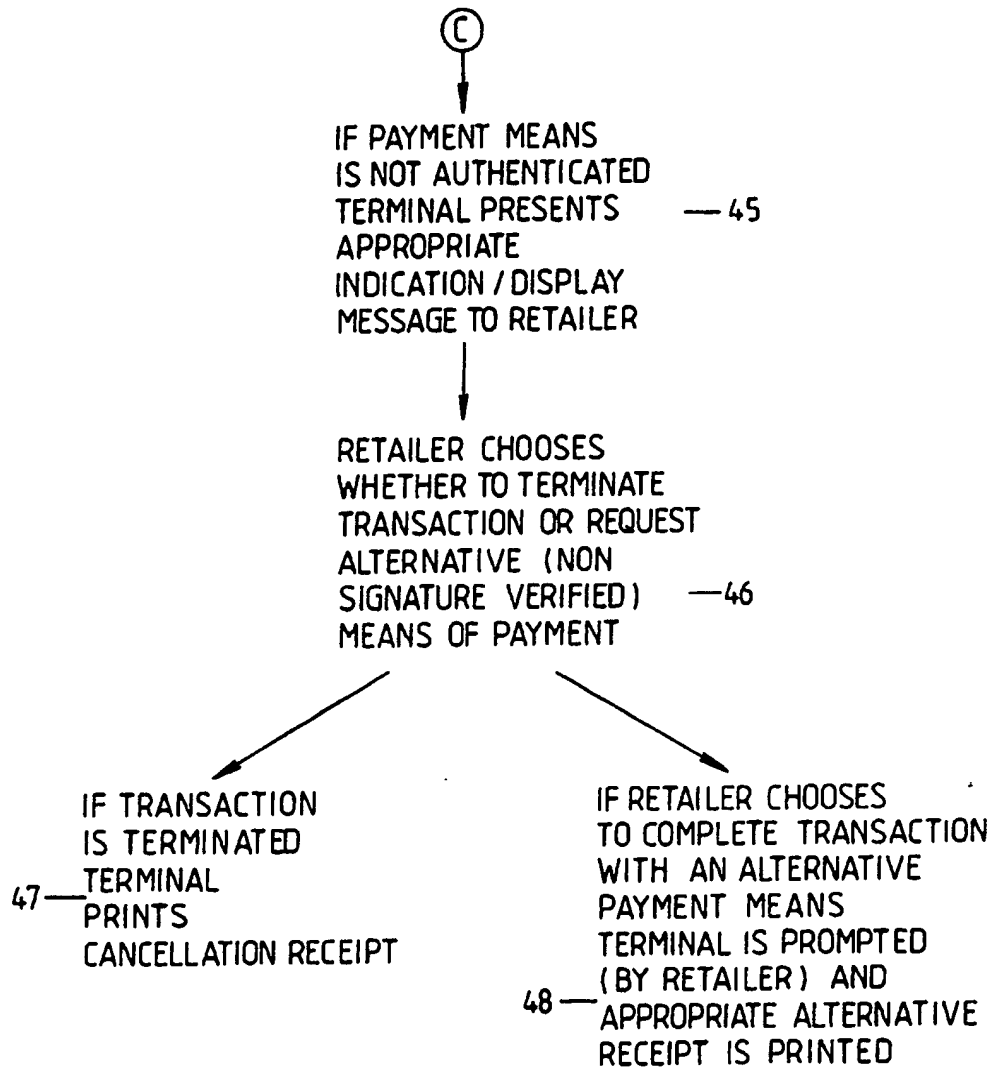 C
IF PAYMENT MEANS
IS NOT AUTHENTICATED
TERMINAL PRESENTS — 45
APPROPRIATE
INDICATION / DISPLAY
MESSAGE TO RETAILER
RETAILER CHOOSES
WHETHER TO TERMINATE
TRANSACTION OR REQUEST
ALTERNATIVE (NON
SIGNATURE VERIFIED) — 46
MEANS OF PAYMENT
IF TRANSACTION
IS TERMINATED
TERMINAL
47 — PRINTS
CANCELLATION RECEIPT
IF RETAILER CHOOSES
TO COMPLETE TRANSACTION
WITH AN ALTERNATIVE
PAYMENT MEANS
TERMINAL IS PROMPTED
(BY RETAILER) AND
48 — APPROPRIATE ALTERNATIVE
RECEIPT IS PRINTED